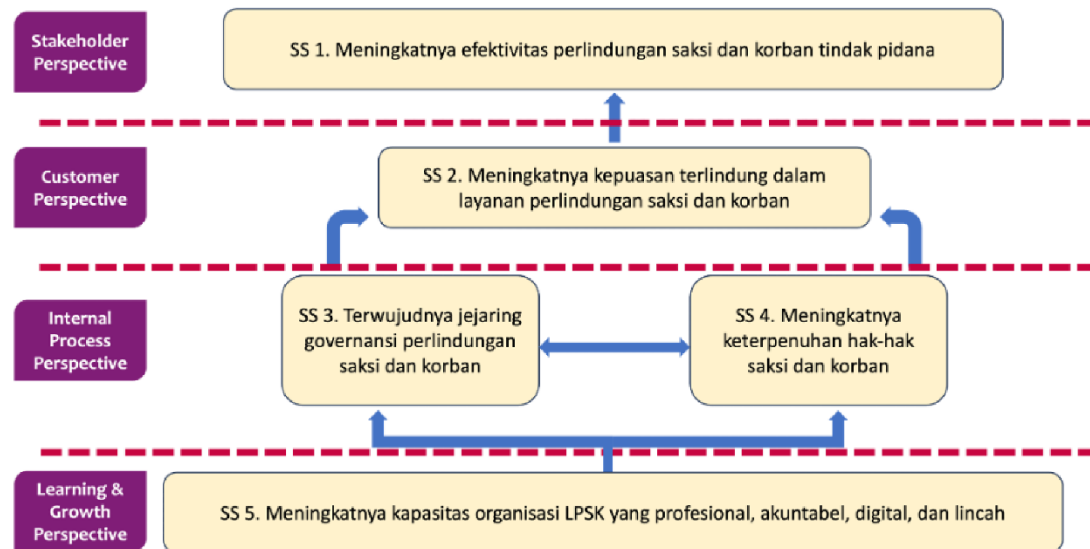 Stakeholder
Perspective
SS 1. Meningkatnya efektivitas perlindungan saksi dan korban tindak pidana
Customer
Perspective
SS 2. Meningkatnya kepuasan terlindung dalam
layanan perlindungan saksi dan korban
Internal
Process
Perspective
SS 3. Terwujudnya jejaring
governansi perlindungan
saksi dan korban
SS 4. Meningkatnya
keterpenuhan hak-hak
saksi dan korban
Learning &
Growth
Perspective
SS 5. Meningkatnya kapasitas organisasi LPSK yang profesional, akuntabel, digital, dan lincah